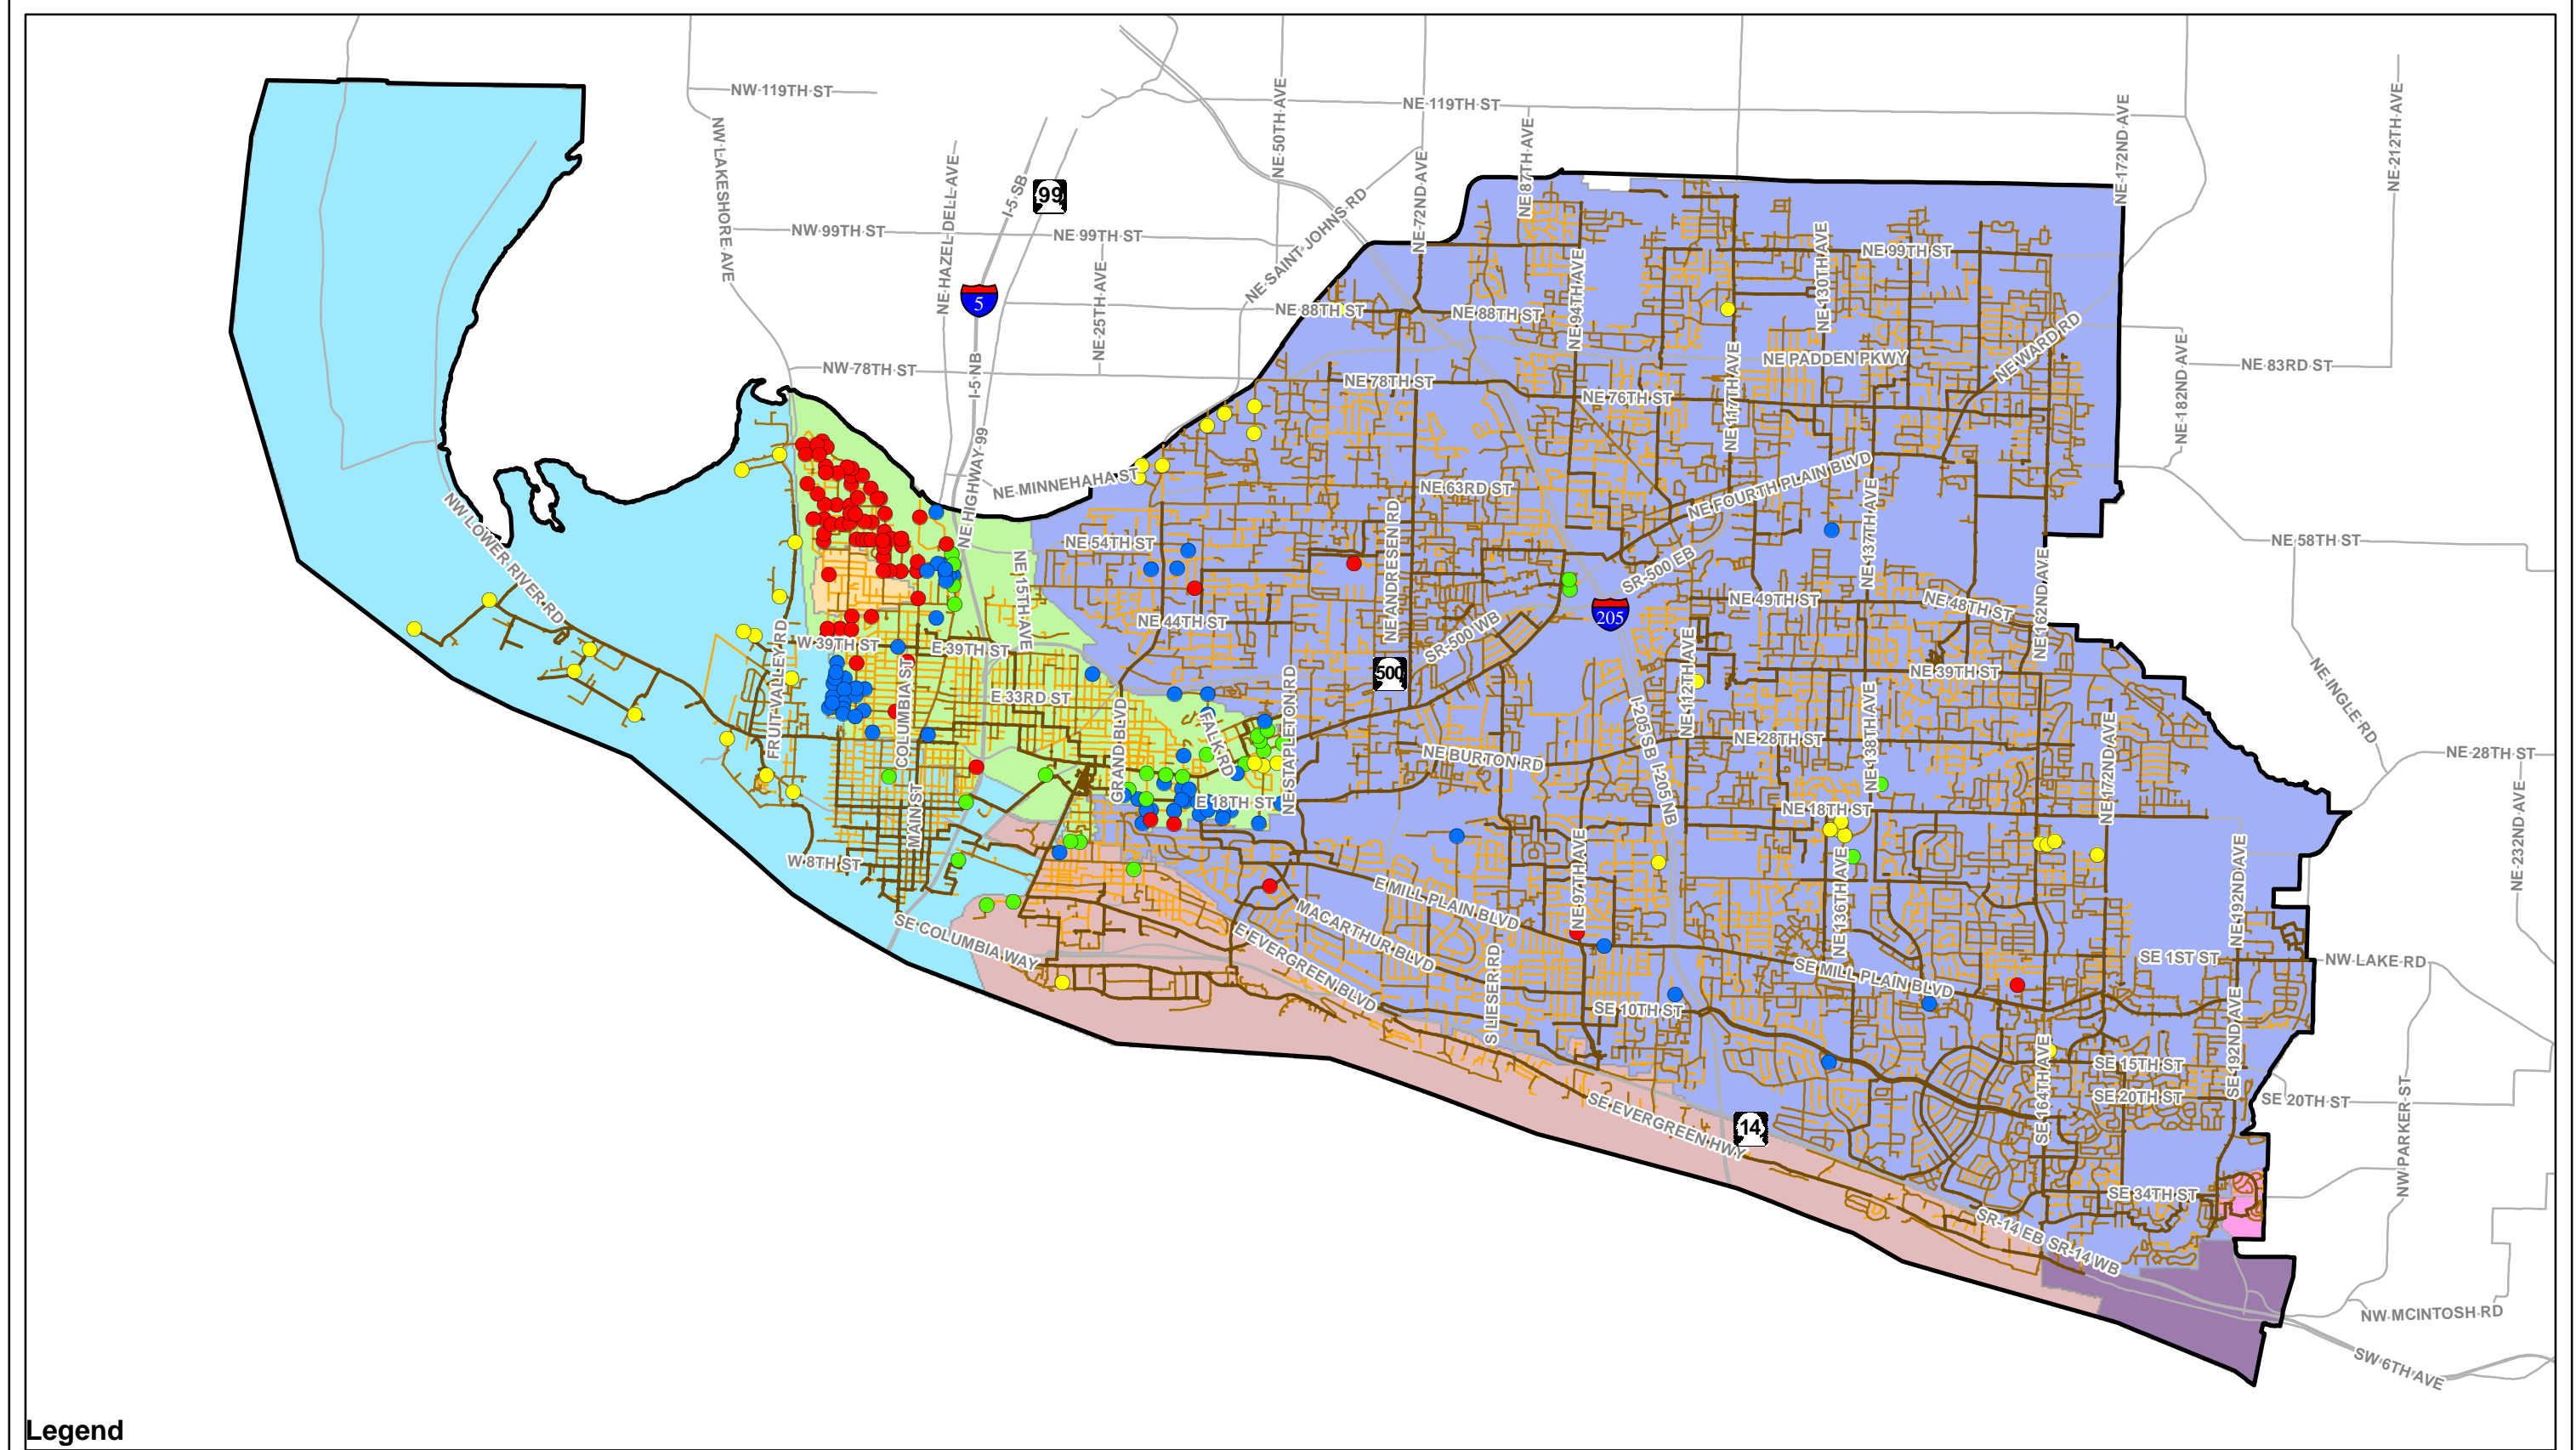 NW 119TH ST
NE 119TH ST
NE 50TH AVE
NE 72ND AVE
NE 87TH AVE
NE 172ND AVE
NE 212TH AVE
NW LAKESHORE AVE
NE HAZEL DELL AVE
I-5 SB
99
NE SAINT JOHNS RD
NW 99TH ST
NE 99TH ST
NE 99TH ST
NE 25TH AVE
NE 94TH AVE
NE 130TH AVE
5
NE 88TH ST
NE 88TH ST
NE WARD RD
NE 182ND AVE
NW 78TH ST
I-5 NB
NE 78TH ST
NE 76TH ST
NE 117TH AVE
NE PADDEN PKWY
NE 83RD ST
NE HIGHWAY 99
NE MINNEHAHA ST
NE 63RD ST
NE FOURTH PLAIN BLVD
NW LOWER RIVER RD
NE 54TH ST
NE ANDRESEN RD
SR-500 EB
NE 137TH AVE
NE 58TH ST
NE 15TH AVE
205
NE 49TH ST
NE 48TH ST
NE 162ND AVE
NE 44TH ST
SR-500 WB
W 39TH ST
E 39TH ST
FRUIT VALLEY RD
COLUMBIA ST
500
NE 112TH AVE
NE 39TH ST
NE INGLE RD
E 33RD ST
GRAND BLVD
FALK RD
NE STAPLETON RD
NE BURTON RD
I-205 SB
I-205 NB
NE 28TH ST
NE 138TH AVE
NE 172ND AVE
NE 28TH ST
MAIN ST
E 18TH ST
NE 18TH ST
NE 232ND AVE
W 8TH ST
E MILL PLAIN BLVD
NE 97TH AVE
NE 136TH AVE
NE 192ND AVE
SE COLUMBIA WAY
MACARTHUR BLVD
E EVERGREEN BLVD
S LIESER RD
SE MILL PLAIN BLVD
SE 1ST ST
NW LAKE RD
SE 10TH ST
SE 164TH AVE
SE 15TH ST
SE 192ND AVE
SE 20TH ST
SE 20TH ST
NW PARKER ST
SE EVERGREEN HWY
14
SE 34TH ST
SR-14 EB
SR-14 WB
NW MCINTOSH RD
SW 6TH AVE
Legend